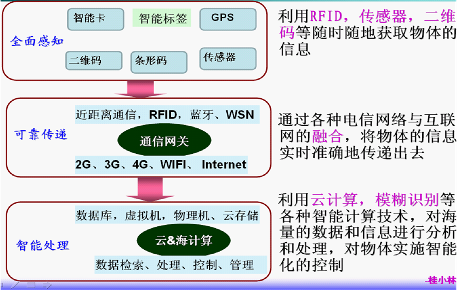 智能卡 智能标签 GPS
全面感知
二维码 条形码 传感器
利用RFID，传感器，二维
码等随时随地获取物体的
信息
近距离通信，RFID，蓝牙、WSN
可靠传递
通信网关
2G、3G、4G、WIFI、 Internet
通过各种电信网络与互联
网的融合，将物体的信息
实时准确地传递出去
数据库，虚拟机，物理机、云存储
智能处理
云&海计算
数据检索、处理、控制、管理
利用云计算，模糊识别等
各种智能计算技术，对海
量的数据和信息进行分析
和处理，对物体实施智能
化的控制
--桂小林